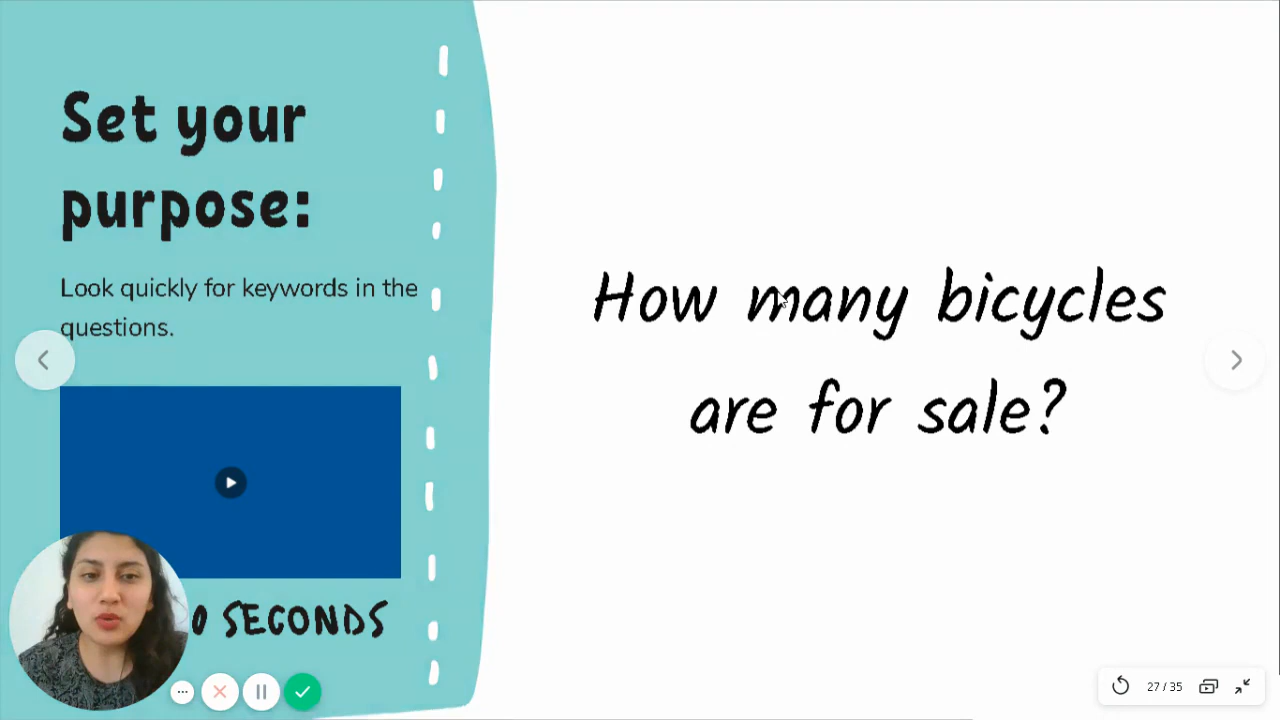 Set your
purpose:
Look quickly for keywords in the
questions.
0 SECONDS
How many bicycles
are for sale?
27 / 35